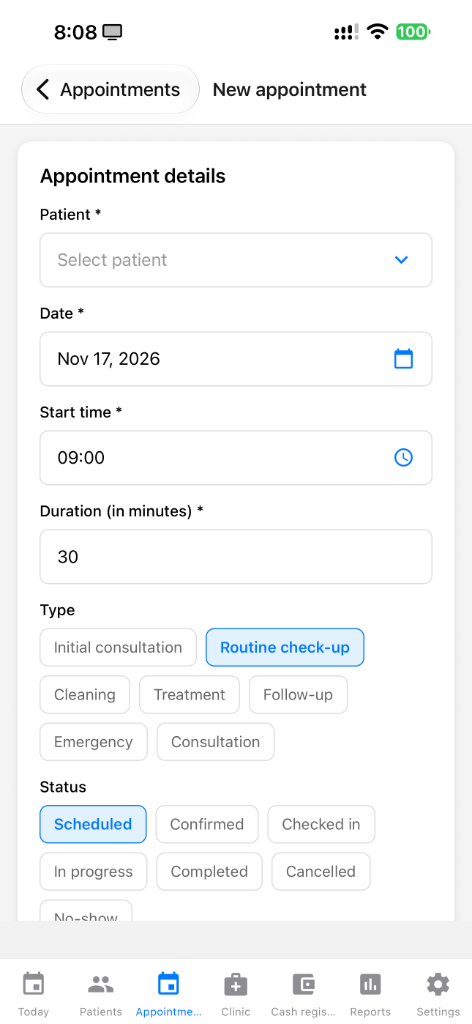 8:08
100
Appointments
New appointment
Appointment details
Patient *
Select patient
Date *
Nov 17, 2026
Start time *
09:00
Duration (in minutes) *
30
Type
Initial consultation
Routine check-up
Cleaning
Treatment
Follow-up
Emergency
Consultation
Status
Scheduled
Confirmed
Checked in
In progress
Completed
Cancelled
No-show
Today
Patients
Appointme...
Clinic
Cash regis...
Reports
Settings